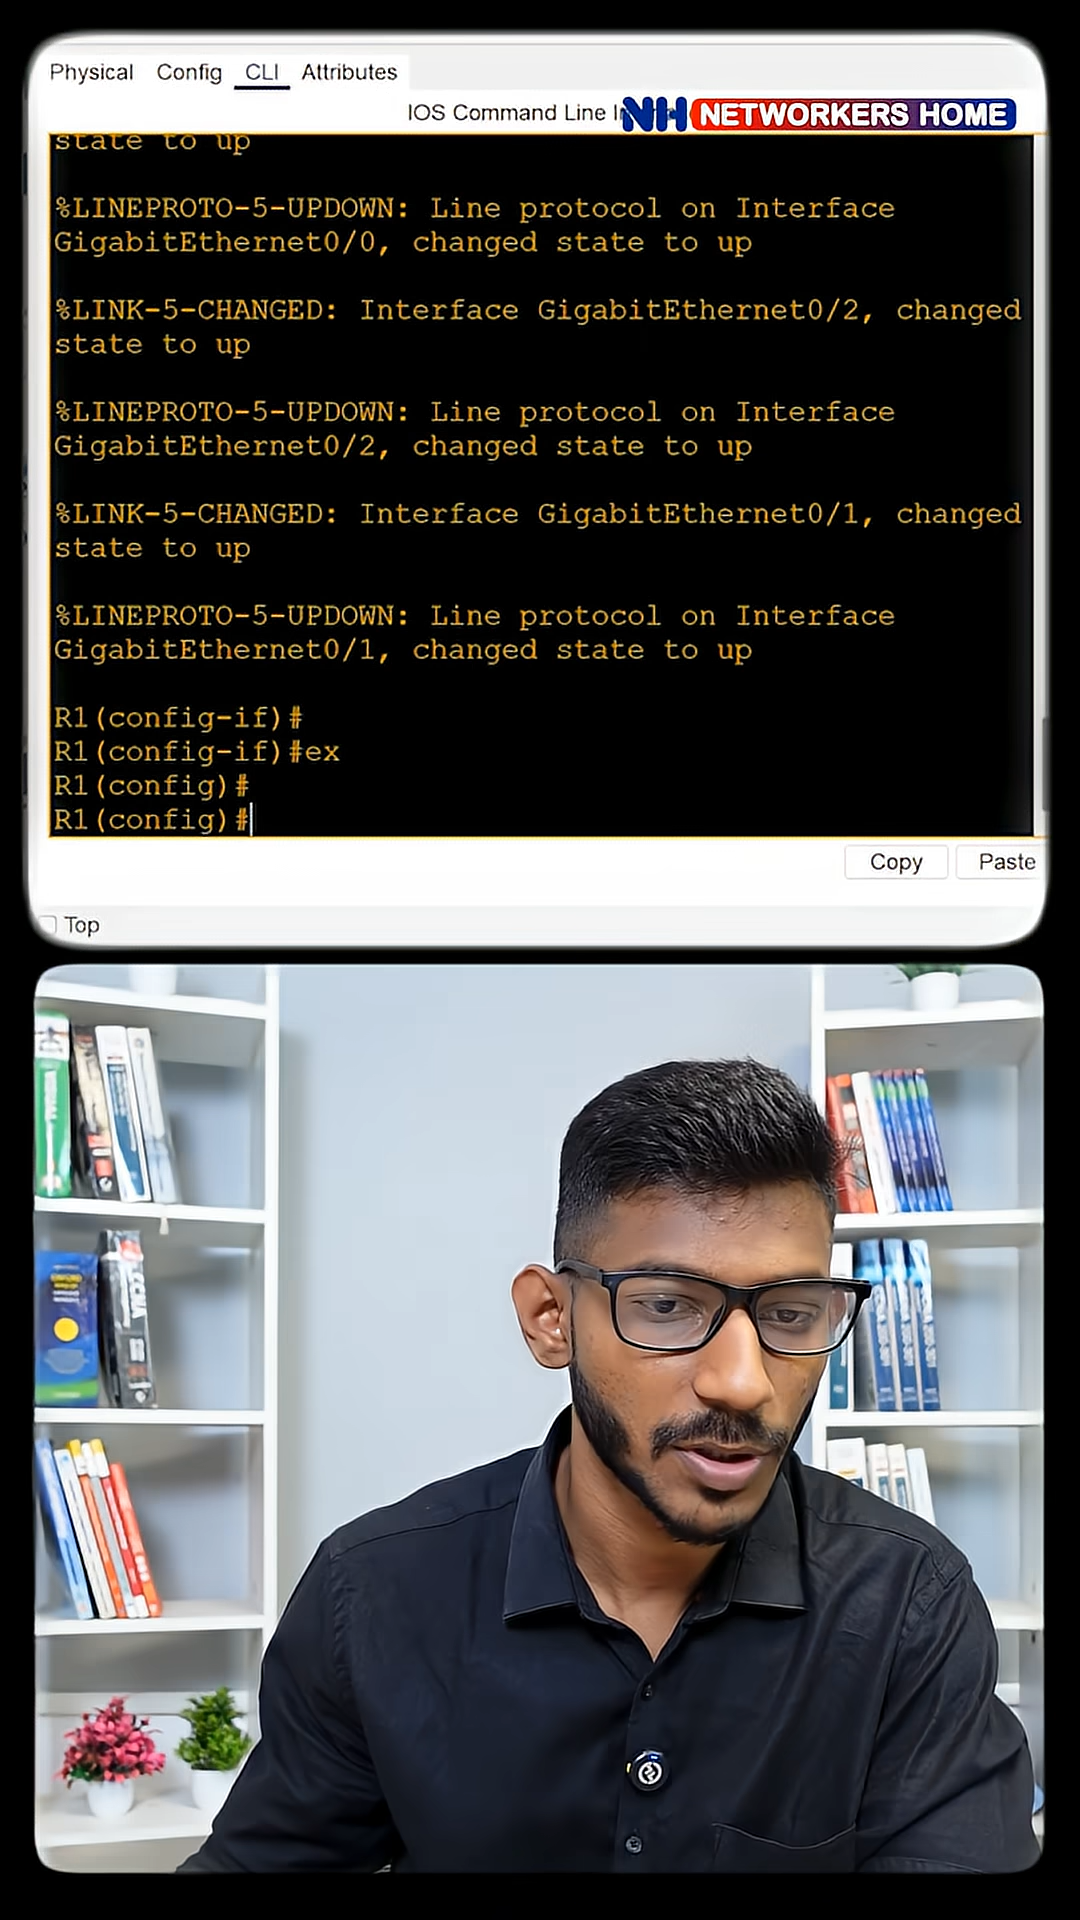 Physical Config CLI Attributes
IOS Command Line
NH NETWORKERS HOME
state to up
%LINEPROTO-5-UPDOWN: Line protocol on Interface
GigabitEthernet0/0, changed state to up
%LINK-5-CHANGED: Interface GigabitEthernet0/2, changed
state to up
%LINEPROTO-5-UPDOWN: Line protocol on Interface
GigabitEthernet0/2, changed state to up
%LINK-5-CHANGED: Interface GigabitEthernet0/1, changed
state to up
%LINEPROTO-5-UPDOWN: Line protocol on Interface
GigabitEthernet0/1, changed state to up
R1(config-if)#
R1(config-if)#ex
R1(config)#
R1(config)#
Copy Paste
Top